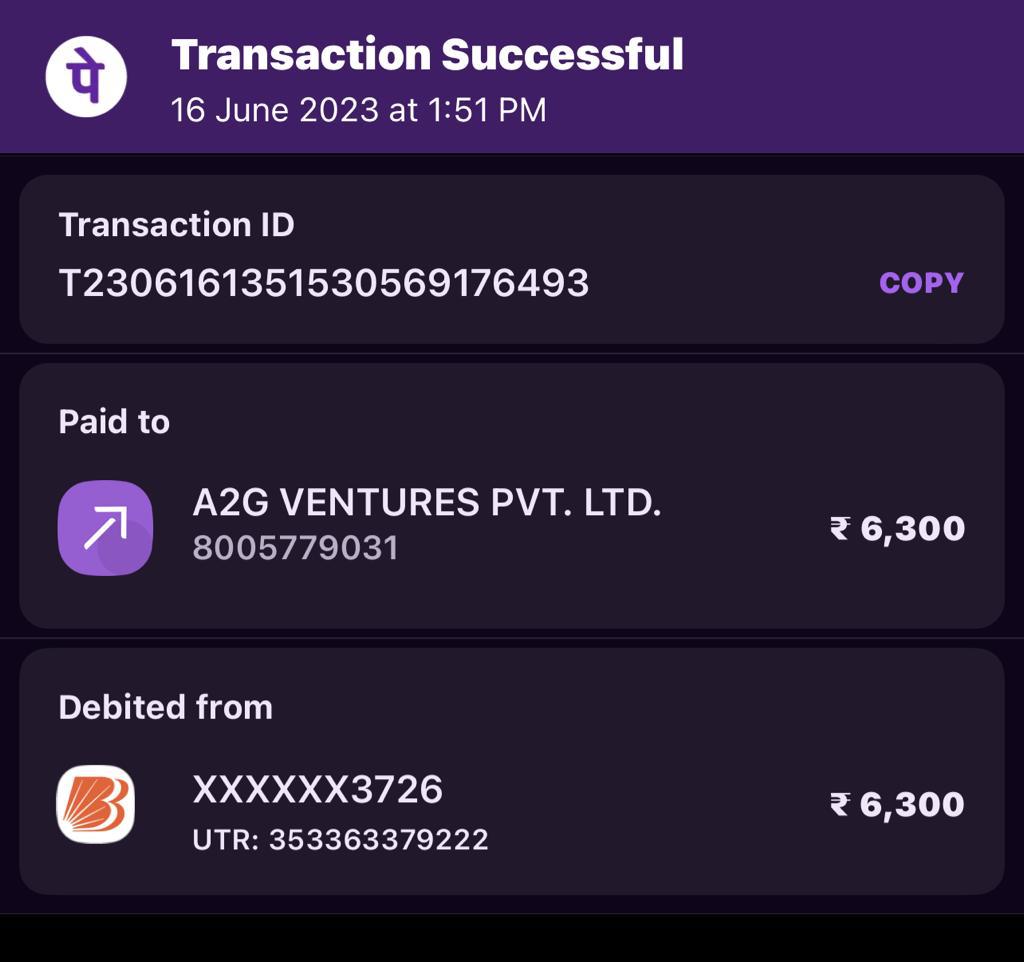 पे
Transaction Successful
16 June 2023 at 1:51 PM
Transaction ID
T2306161351530569176493
COPY
Paid to
A2G VENTURES PVT. LTD.
8005779031
₹ 6,300
Debited from
XXXXXX3726
₹ 6,300
UTR: 353363379222